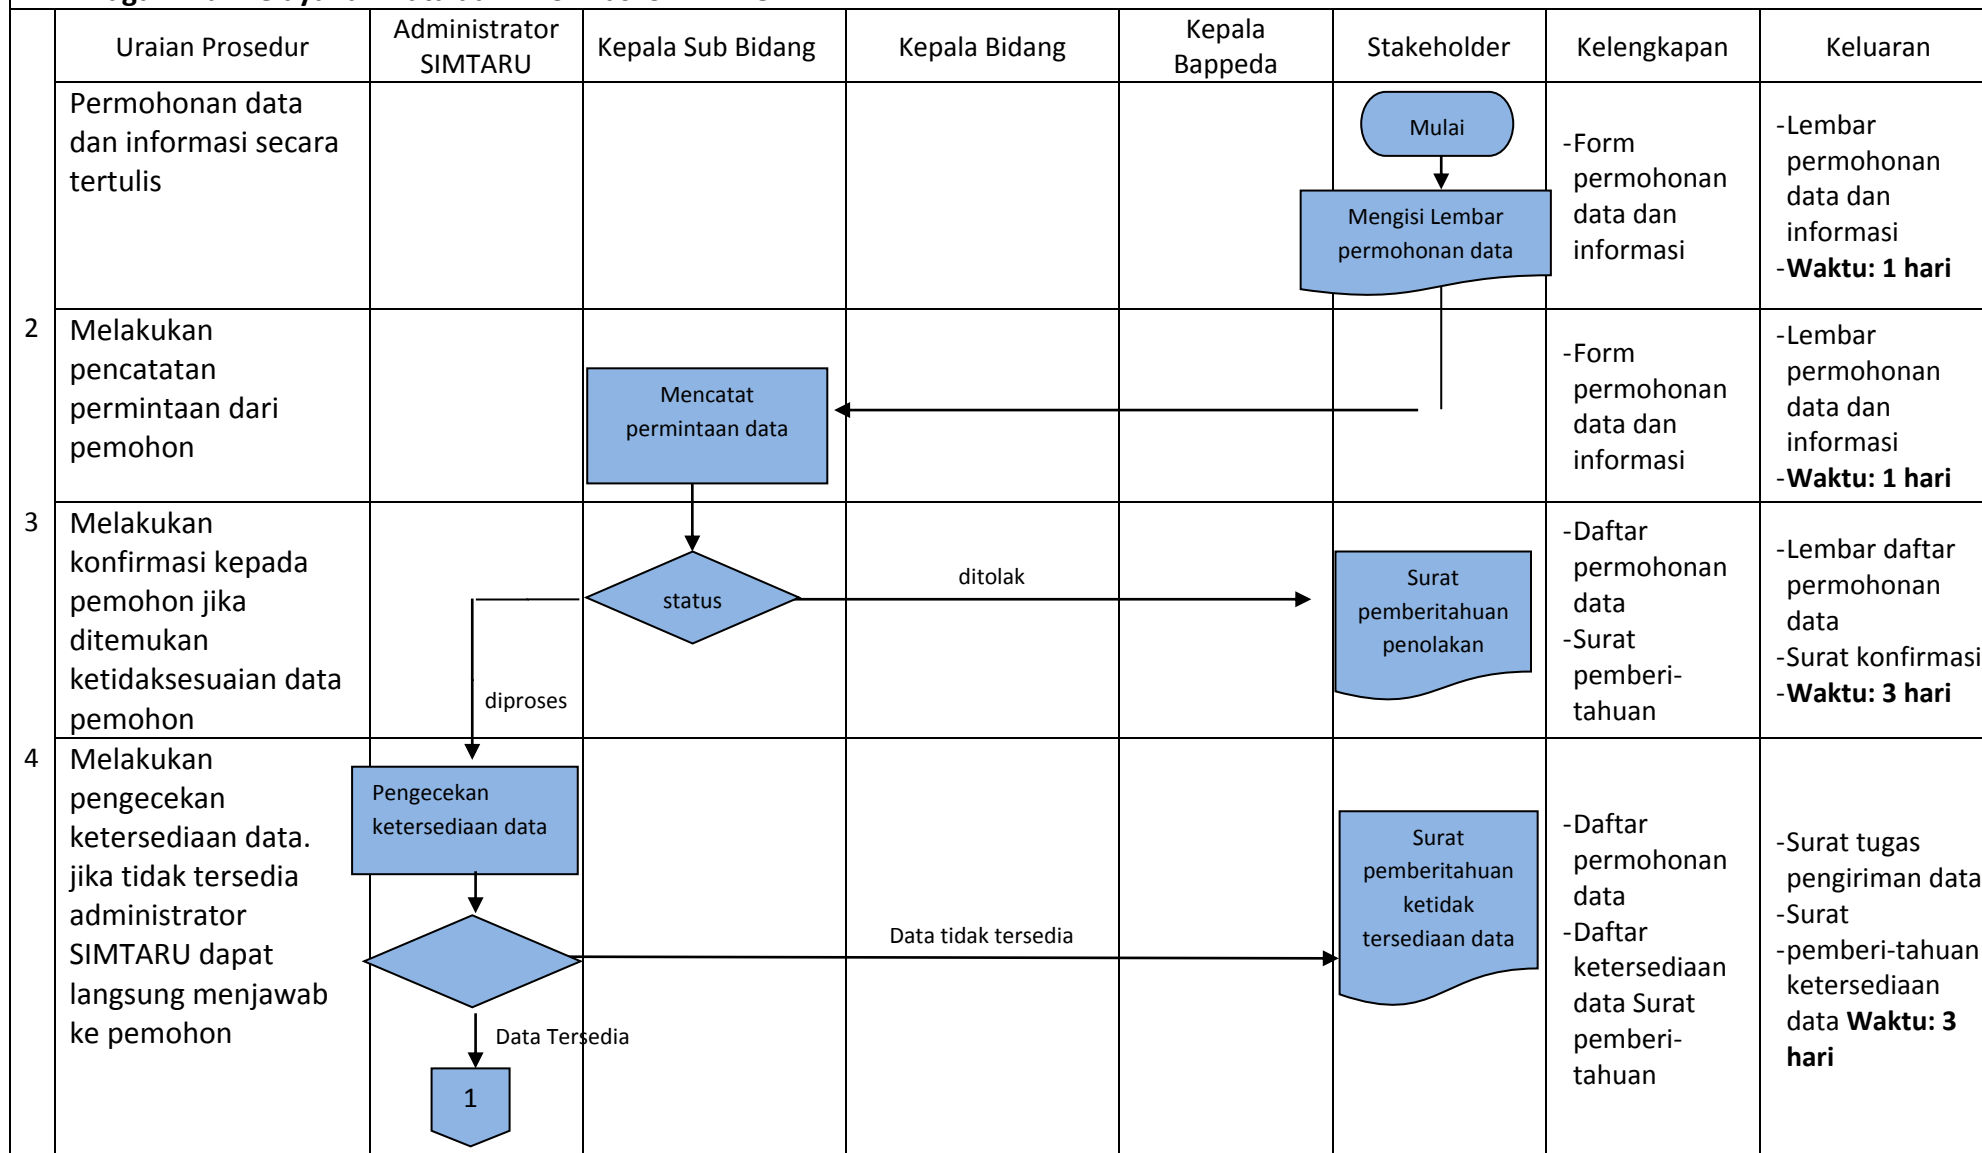 Uraian Prosedur
Administrator
SIMTARU
Kepala Sub Bidang
Kepala Bidang
Kepala
Bappeda
Stakeholder
Kelengkapan
Keluaran
Permohonan data
dan informasi secara
tertulis
Mulai
Mengisi Lembar
permohonan data
-Form
permohonan
data dan
informasi
-Lembar
permohonan
data dan
informasi
-Waktu: 1 hari
2
Melakukan
pencatatan
permintaan dari
pemohon
Mencatat
permintaan data
-Form
permohonan
data dan
informasi
-Lembar
permohonan
data dan
informasi
-Waktu: 1 hari
3
Melakukan
konfirmasi kepada
pemohon jika
ditemukan
ketidaksesuaian data
pemohon
status
diproses
ditolak
Surat
pemberitahuan
penolakan
-Daftar
permohonan
data
-Surat
pemberi-
tahuan
-Lembar daftar
permohonan
data
-Surat konfirmasi
-Waktu: 3 hari
4
Melakukan
pengecekan
ketersediaan data.
jika tidak tersedia
administrator
SIMTARU dapat
langsung menjawab
ke pemohon
Pengecekan
ketersediaan data
Data Tersedia
1
Data tidak tersedia
Surat
pemberitahuan
ketidak
tersediaan data
-Daftar
permohonan
data
-Daftar
ketersediaan
data Surat
pemberi-
tahuan
-Surat tugas
pengiriman data
-Surat
-pemberi-tahuan
ketersediaan
data Waktu: 3
hari